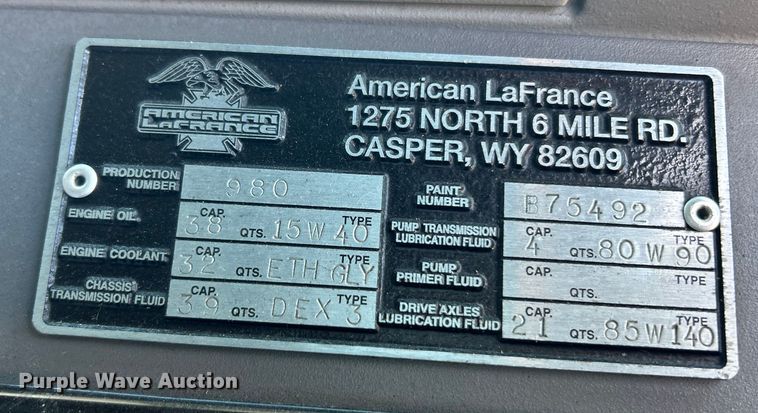 AMERICAN
LAFRANCE
American LaFrance
1275 NORTH 6 MILE RD.
CASPER, WY 82609
PRODUCTION
NUMBER
980
ENGINE OIL
CAP.
38
QTS.
TYPE
15W40
ENGINE COOLANT
CAP.
32
QTS.
TYPE
ETH GLY
CHASSIS
TRANSMISSION FLUID
CAP.
39
QTS.
TYPE
DEX 3
PAINT
NUMBER
B75492
PUMP TRANSMISSION
LUBRICATION FLUID
CAP.
4
QTS.
TYPE
80W90
PUMP
PRIMER FLUID
CAP.
QTS.
TYPE
DRIVE AXLES
LUBRICATION FLUID
CAP.
21
QTS.
TYPE
85W140
Purple Wave Auction